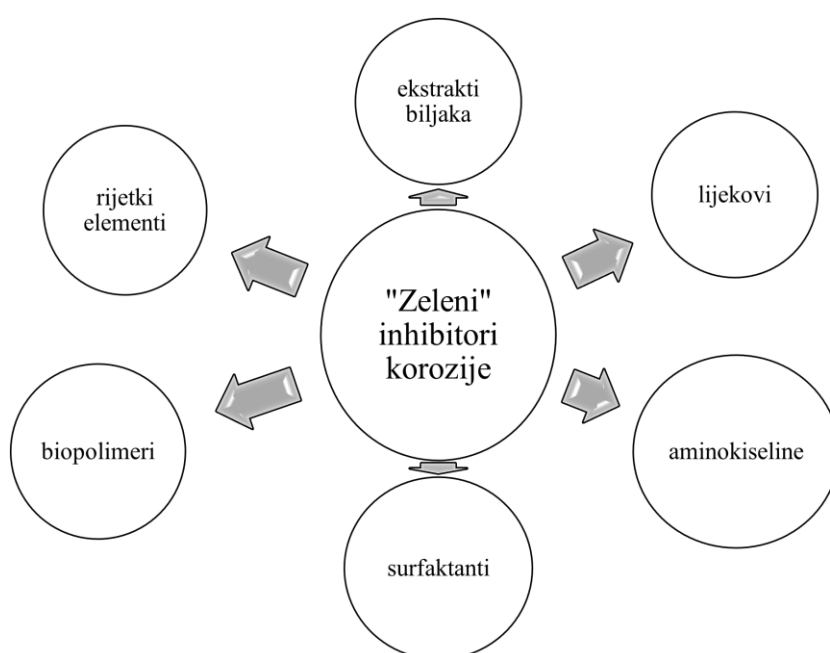 ekstrakti
biljaka
rijetki
elementi
lijekovi
"Zeleni"
inhibitori
korozije
biopolimeri
aminokiseline
surfaktanti